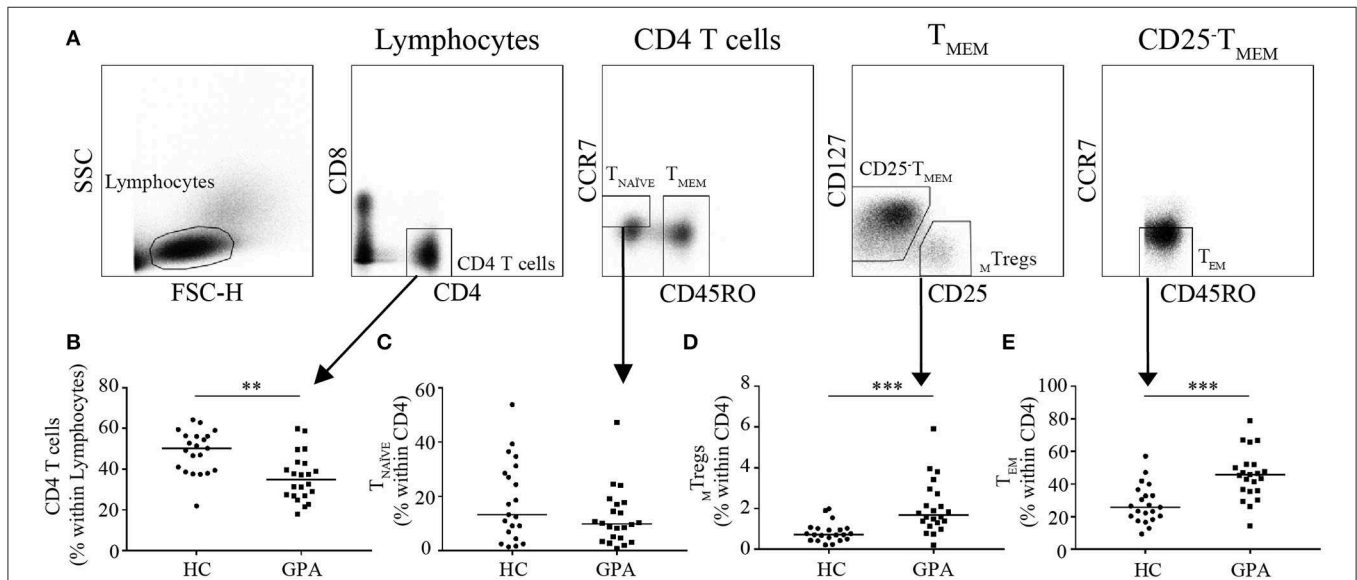 A
Lymphocytes
CD4 T cells
TMEM
CD25-TMEM
SSC
Lymphocytes
FSC-H
CD8
CD4 T cells
CD4
CCR7
TNAÏVE
TMEM
CD45RO
CD127
CD25-TMEM
MTregs
CD25
CCR7
TEM
CD45RO
B
CD4 T cells
(% within Lymphocytes)
80
60
40
20
0
**
HC
GPA
C
TNAÏVE
(% within CD4)
60
40
20
0
HC
GPA
D
MTregs
(% within CD4)
8
6
4
2
0
***
HC
GPA
E
TEM
(% within CD4)
100
80
60
40
20
0
***
HC
GPA